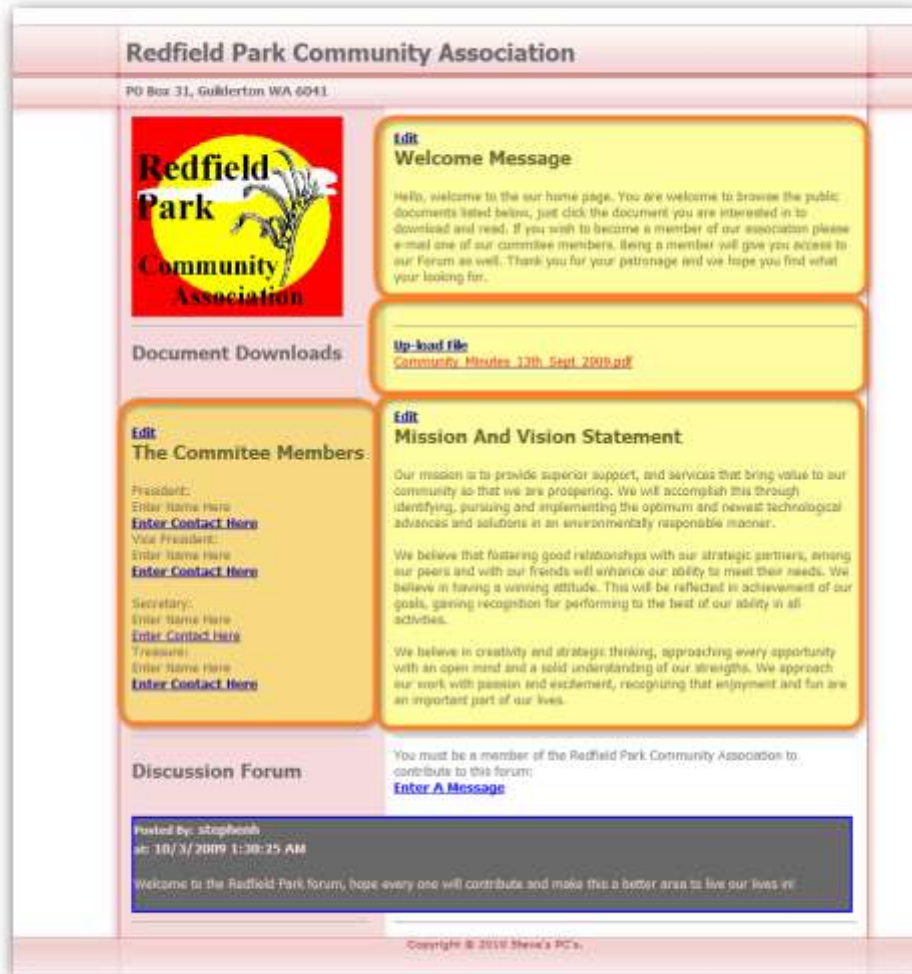 Redfield Park Community Association
PO Box 31, Guilderton WA 6041
Redfield
Park
Community
Association
Edit
Welcome Message
Hello, welcome to the our home page. You are welcome to browse the public
documents listed below, just click the document you are interested in to
download and read. If you wish to become a member of our association please
e-mail one of our commitee members. Being a member will give you access to
our Forum as well. Thank you for your patronage and we hope you find what
your looking for.
Document Downloads
Up-load File
Community_Minutes_13th_Sept_2009.pdf
Edit
The Commitee Members
President:
Enter Name Here
Enter Contact Here
Vice President:
Enter Name Here
Enter Contact Here
Secretary:
Enter Name Here
Enter Contact Here
Treasure:
Enter Name Here
Enter Contact Here
Edit
Mission And Vision Statement
Our mission is to provide superior support, and services that bring value to our
community so that we are prospering. We will accomplish this through
identifying, pursuing and implementing the optimum and newest technological
advances and solutions in an environmentally responsible manner.
We believe that fostering good relationships with our strategic partners, among
our peers and with our freinds will enhance our ability to meet their needs. We
believe in having a winning attitude. This will be reflected in achievement of our
goals, gaining recognition for performing to the best of our ability in all
activities.
We believe in creativity and strategic thinking, approaching every opportunity
with an open mind and a solid understanding of our strengths. We approach
our work with passion and excitement, recognizing that enjoyment and fun are
an important part of our lives.
Discussion Forum
You must be a member of the Redfield Park Community Association to
contribute to this forum:
Enter A Message
Posted By: stephenh
at: 10/3/2009 1:30:25 AM
Welcome to the Redfield Park forum, hope every one will contribute and make this a better area to live our lives in!
Copyright © 2010 Steve's PC's.